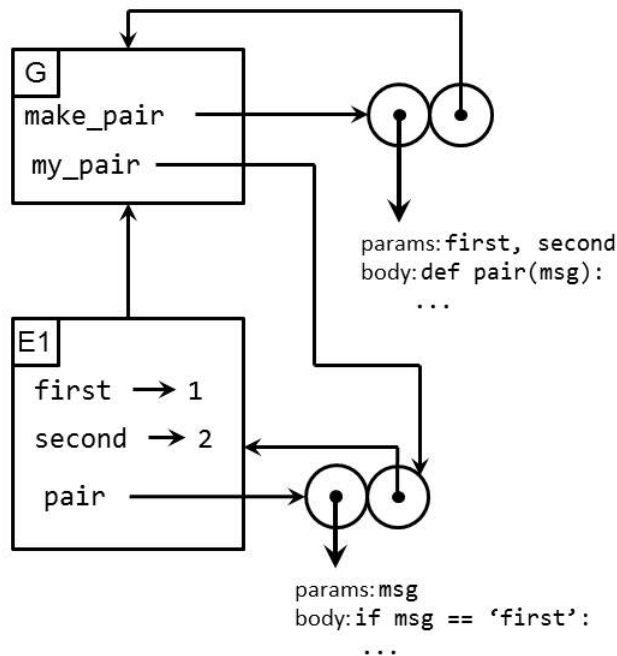 G
make_pair
my_pair
params: first, second
body: def pair(msg):
...
E1
first 1
second 2
pair
params: msg
body: if msg == ‘first’:
...